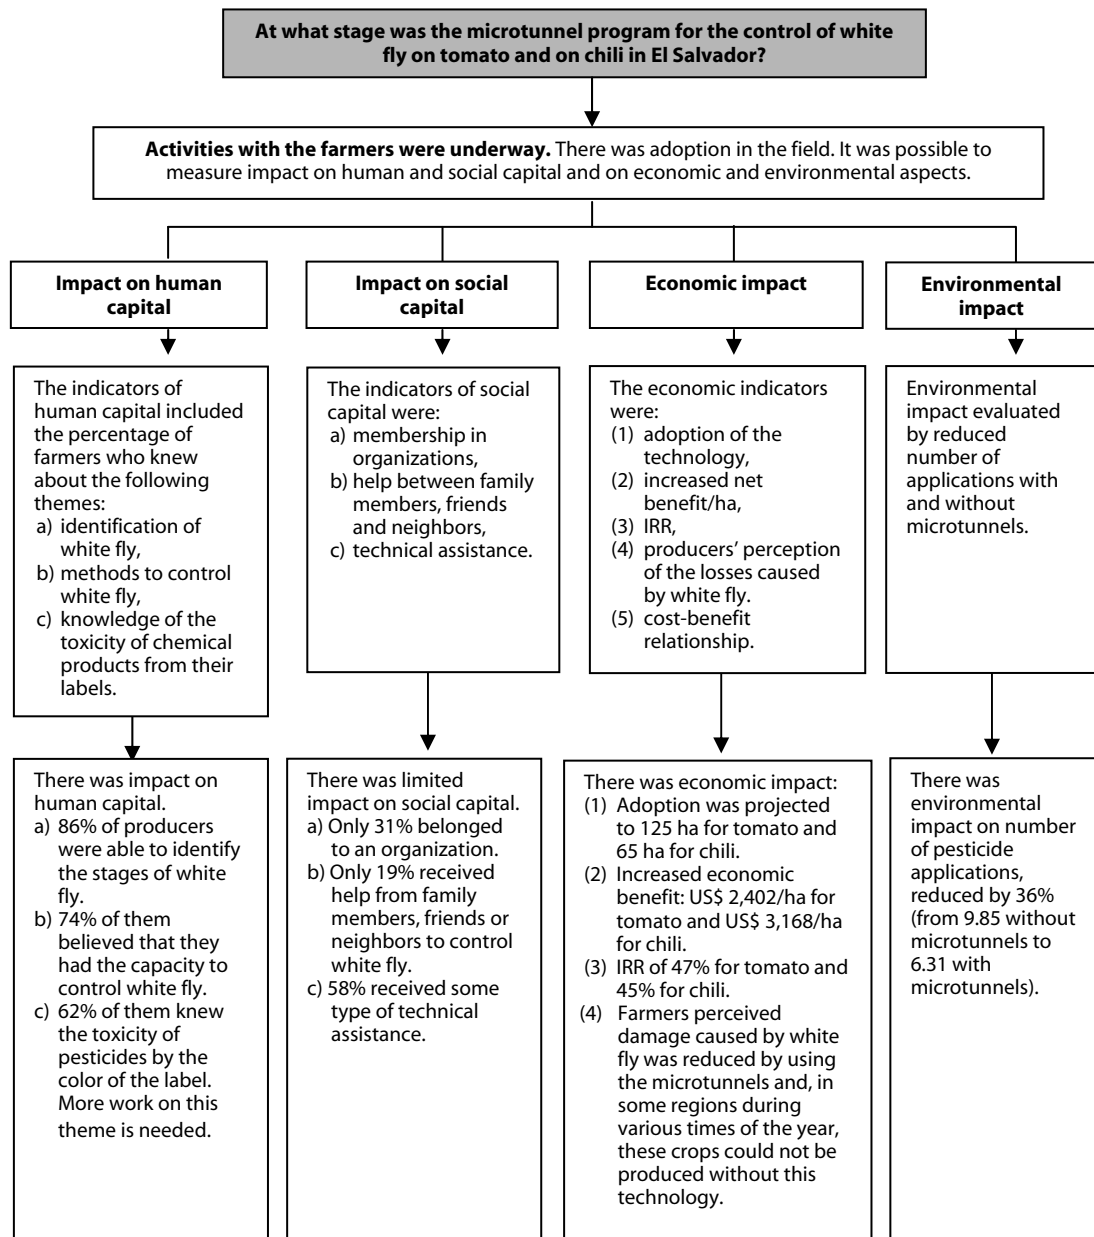 At what stage was the microtunnel program for the control of white
fly on tomato and on chili in El Salvador?
Activities with the farmers were underway. There was adoption in the field. It was possible to
measure impact on human and social capital and on economic and environmental aspects.
Impact on human
capital
Impact on social
capital
Economic impact
Environmental
impact
The indicators of
human capital included
the percentage of
farmers who knew
about the following
themes:
a) identification of
white fly,
b) methods to control
white fly,
c) knowledge of the
toxicity of chemical
products from their
labels.
The indicators of social
capital were:
a) membership in
organizations,
b) help between family
members, friends
and neighbors,
c) technical assistance.
The economic indicators
were:
(1) adoption of the
technology,
(2) increased net
benefit/ha,
(3) IRR,
(4) producers’ perception
of the losses caused
by white fly.
(5) cost-benefit
relationship.
Environmental
impact evaluated
by reduced
number of
applications with
and without
microtunnels.
There was impact on
human capital.
a) 86% of producers
were able to identify
the stages of white
fly.
b) 74% of them
believed that they
had the capacity to
control white fly.
c) 62% of them knew
the toxicity of
pesticides by the
color of the label.
More work on this
theme is needed.
There was limited
impact on social capital.
a) Only 31% belonged
to an organization.
b) Only 19% received
help from family
members, friends or
neighbors to control
white fly.
c) 58% received some
type of technical
assistance.
There was economic impact:
(1) Adoption was projected
to 125 ha for tomato and
65 ha for chili.
(2) Increased economic
benefit: US$ 2,402/ha for
tomato and US$ 3,168/ha
for chili.
(3) IRR of 47% for tomato and
45% for chili.
(4) Farmers perceived
damage caused by white
fly was reduced by using
the microtunnels and, in
some regions during
various times of the year,
these crops could not be
produced without this
technology.
There was
environmental
impact on number
of pesticide
applications,
reduced by 36%
(from 9.85 without
microtunnels to
6.31 with
microtunnels).